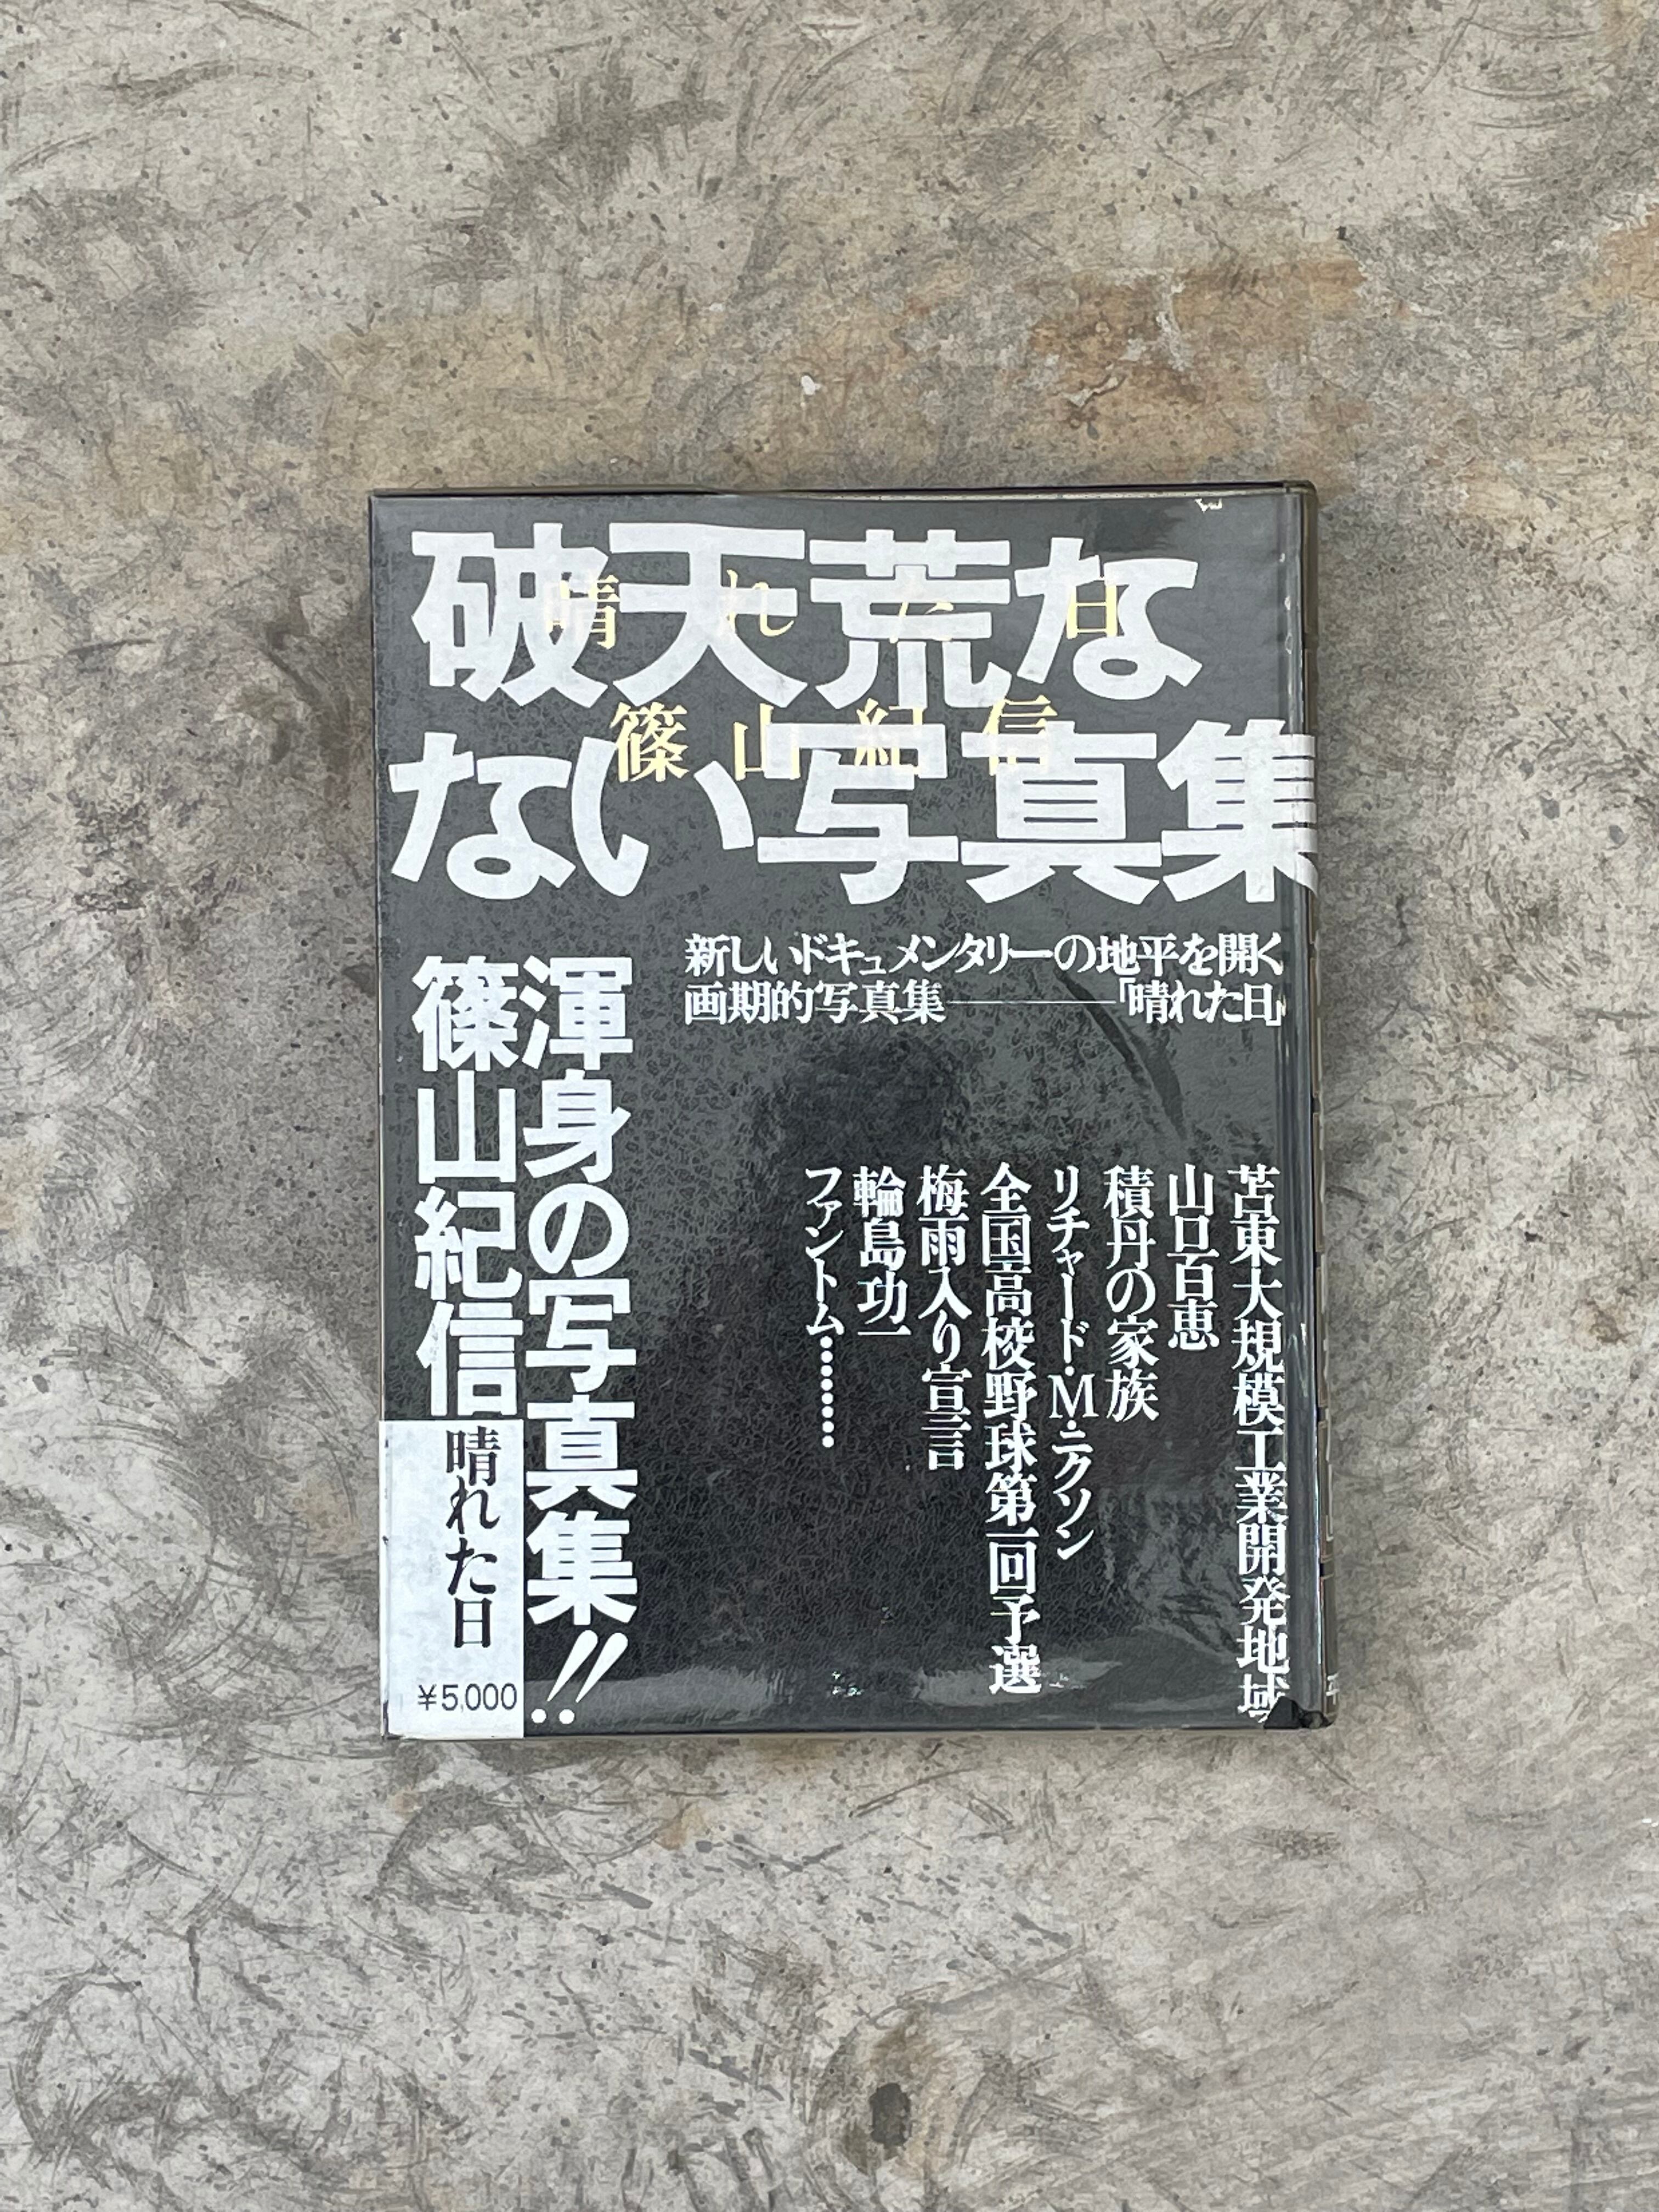 破天荒な
ない写真集
晴れた日
篠山紀信
新しいドキュメンタリーの地平を開く
画期的写真集———「晴れた日」
苫東大規模工業開発地域
山口百恵
積丹の家族
リチャード・M・ニクソン
全国高校野球第一回予選
梅雨入り宣言
輪島功一
ファントム………
渾身の写真集!!
篠山紀信
晴れた日
¥5,000